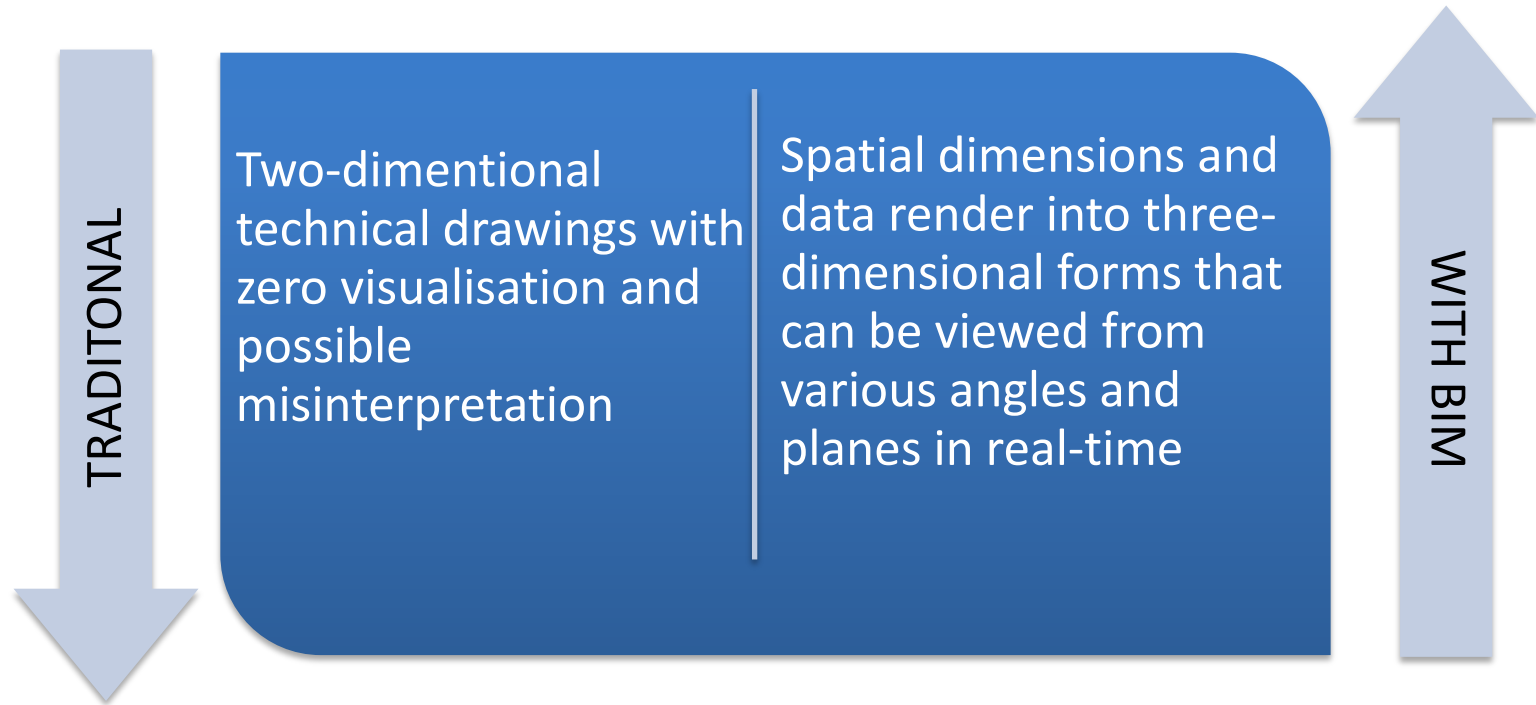 TRADITONAL
Two-dimentional
technical drawings with
zero visualisation and
possible
misinterpretation
Spatial dimensions and
data render into three-
dimensional forms that
can be viewed from
various angles and
planes in real-time
WITH BIM